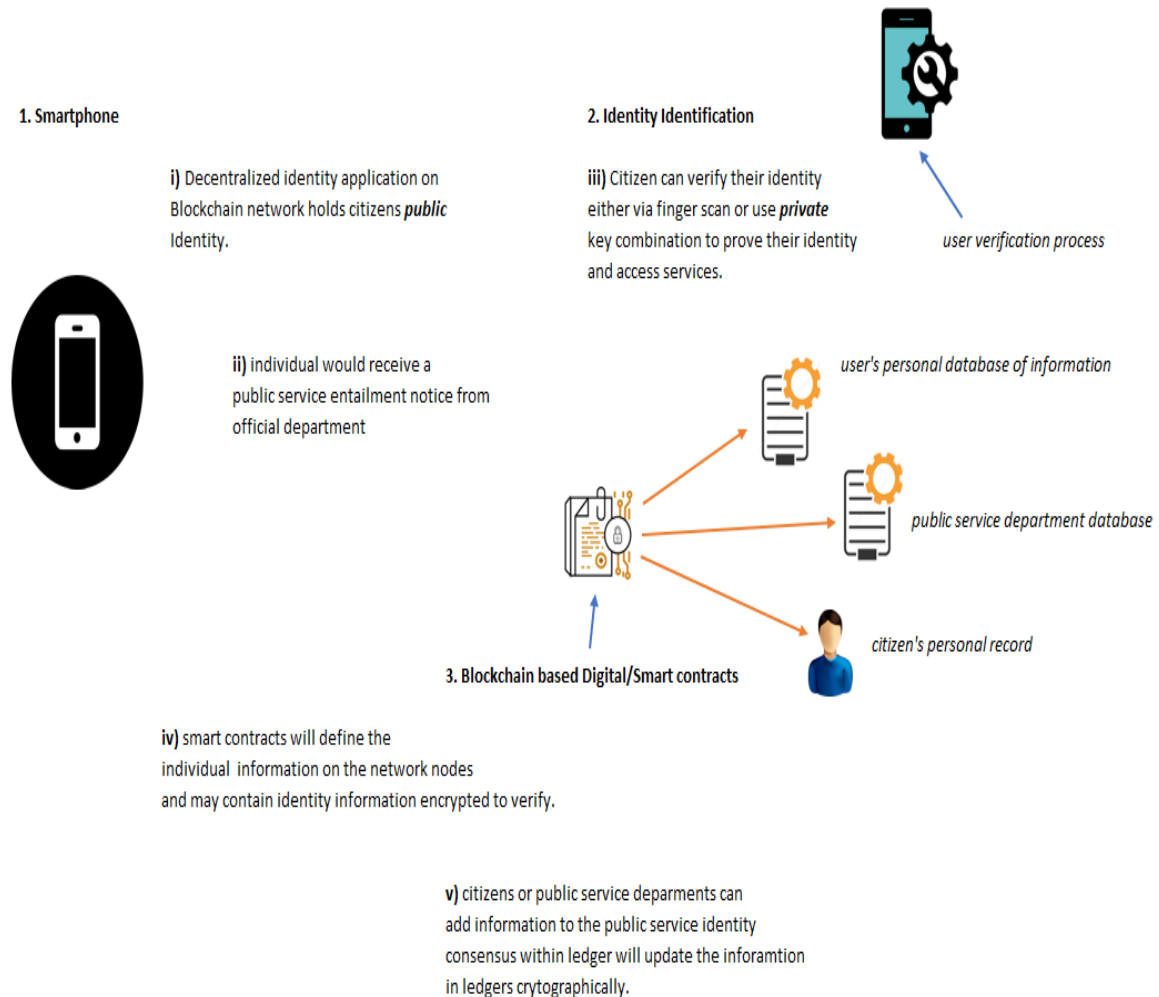 1. Smartphone
2. Identity Identification
i) Decentralized identity application on
Blockchain network holds citizens public
Identity.
iii) Citizen can verify their identity
either via finger scan or use private
key combination to prove their identity
and access services.
user verification process
ii) individual would receive a
public service entailment notice from
official department
user's personal database of information
public service department database
citizen's personal record
3. Blockchain based Digital/Smart contracts
iv) smart contracts will define the
individual information on the network nodes
and may contain identity information encrypted to verify.
v) citizens or public service deparments can
add information to the public service identity
consensus within ledger will update the inforamtion
in ledgers crytographically.